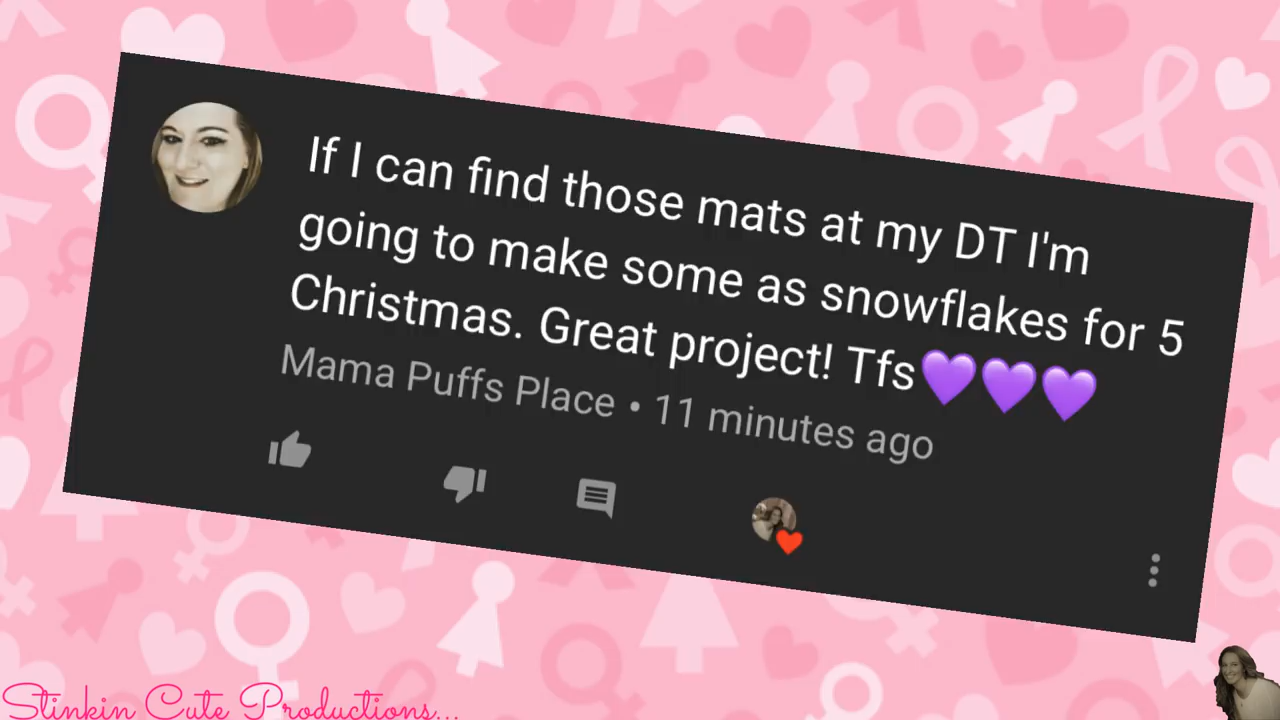 If I can find those mats at my DT I'm
going to make some as snowflakes for 5
Christmas. Great project! Tfs💜💜💜
Mama Puffs Place • 11 minutes ago
Stinkin Cute Productions...